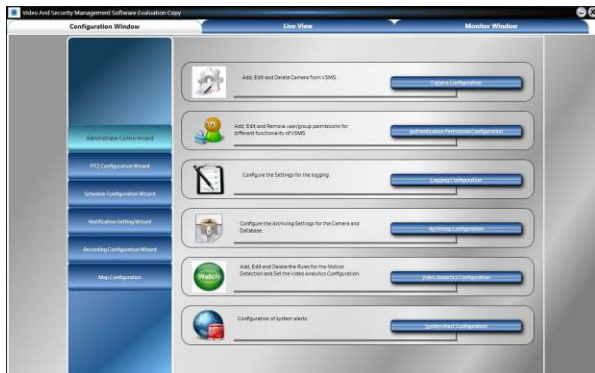 Video And Security Management Software Evaluation Copy
Configuration Window
Live View
Monitor Window
Administrator Control Wizard
PTZ Configuration Wizard
Schedule Configuration Wizard
Notification Setting Wizard
Recording Configuration Wizard
Map Configuration
Add, Edit and Delete Camera from VSMS.
Camera Configuration
Add, Edit and Remove user/group permissions for
different functionality of VSMS.
Authentication Permission Configuration
Configure the Settings for the logging.
Logging Configuration
Configure the Archiving Settings for the Camera and
Database.
Archiving Configuration
Watch
Add, Edit and Delete the Rules for the Motion
Detection and Set the Video Analytics Configuration.
Video Analytics Configuration
Configuration of system alerts.
System Alert Configuration